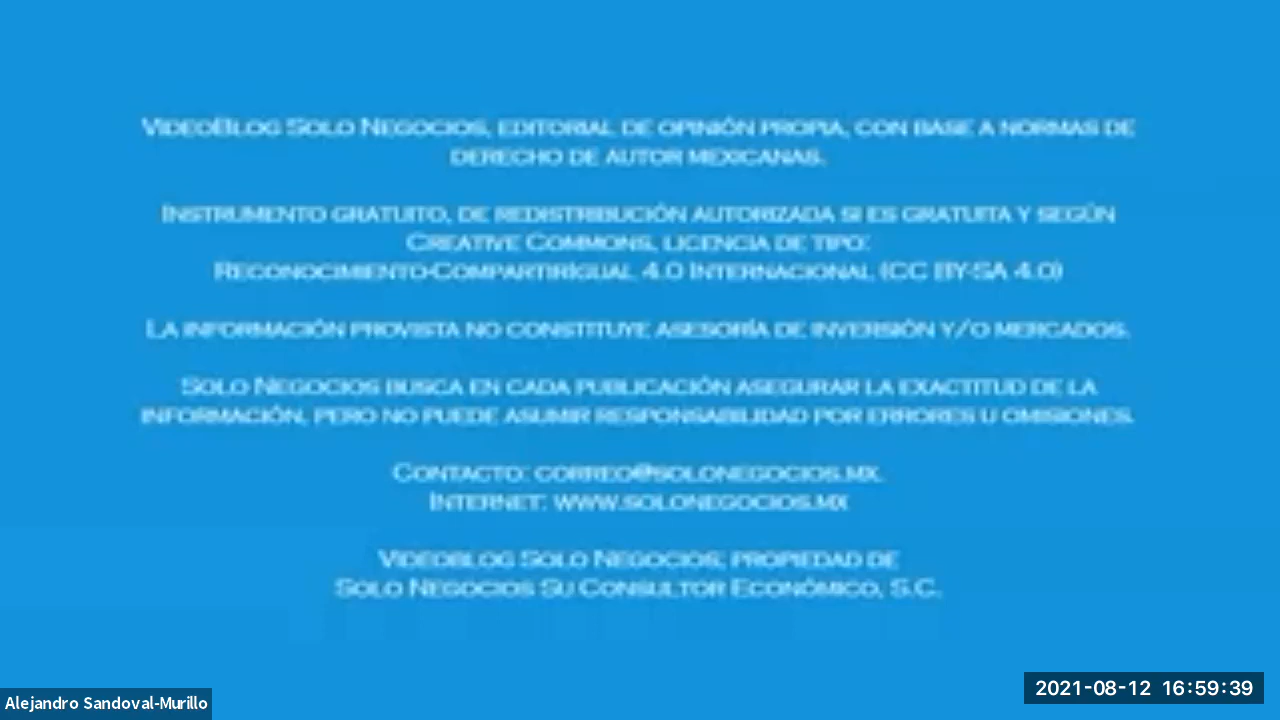 VideoBlog Solo Negocios, editorial de opinión propia, con base a normas de
derecho de autor mexicanas.
Instrumento gratuito, de redistribución autorizada si es gratuita y según
Creative Commons, licencia de tipo:
Reconocimiento-CompartirIgual 4.0 Internacional (CC BY-SA 4.0)
La información provista no constituye asesoría de inversión y/o mercados.
Solo Negocios busca en cada publicación asegurar la exactitud de la
información, pero no puede asumir responsabilidad por errores u omisiones.
Contacto: correo@solonegocios.mx.
Internet: www.solonegocios.mx
Videoblog Solo Negocios; propiedad de
Solo Negocios Su Consultor Económico, S.C.
Alejandro Sandoval-Murillo
2021-08-12 16:59:39